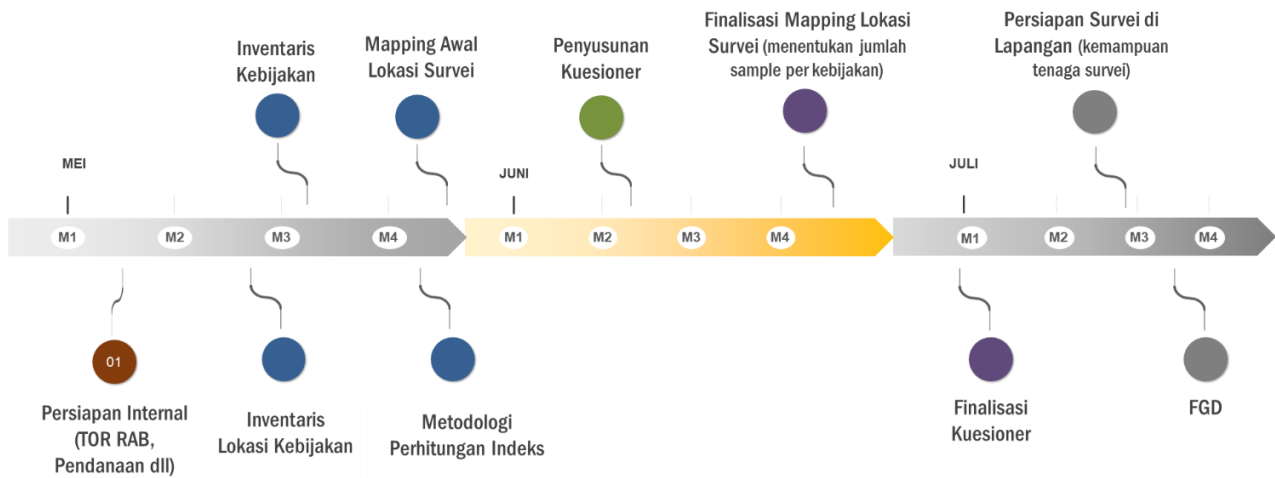 Inventaris
Kebijakan
Mapping Awal
Lokasi Survei
Penyusunan
Kuesioner
Finalisasi Mapping Lokasi
Survei (menentukan jumlah
sample per kebijakan)
Persiapan Survei di
Lapangan (kemampuan
tenaga survei)
MEI
JUNI
JULI
M1 M2 M3 M4 M1 M2 M3 M4 M1 M2 M3 M4
01
Persiapan Internal
(TOR RAB,
Pendanaan dll)
Inventaris
Lokasi Kebijakan
Metodologi
Perhitungan Indeks
Finalisasi
Kuesioner
FGD